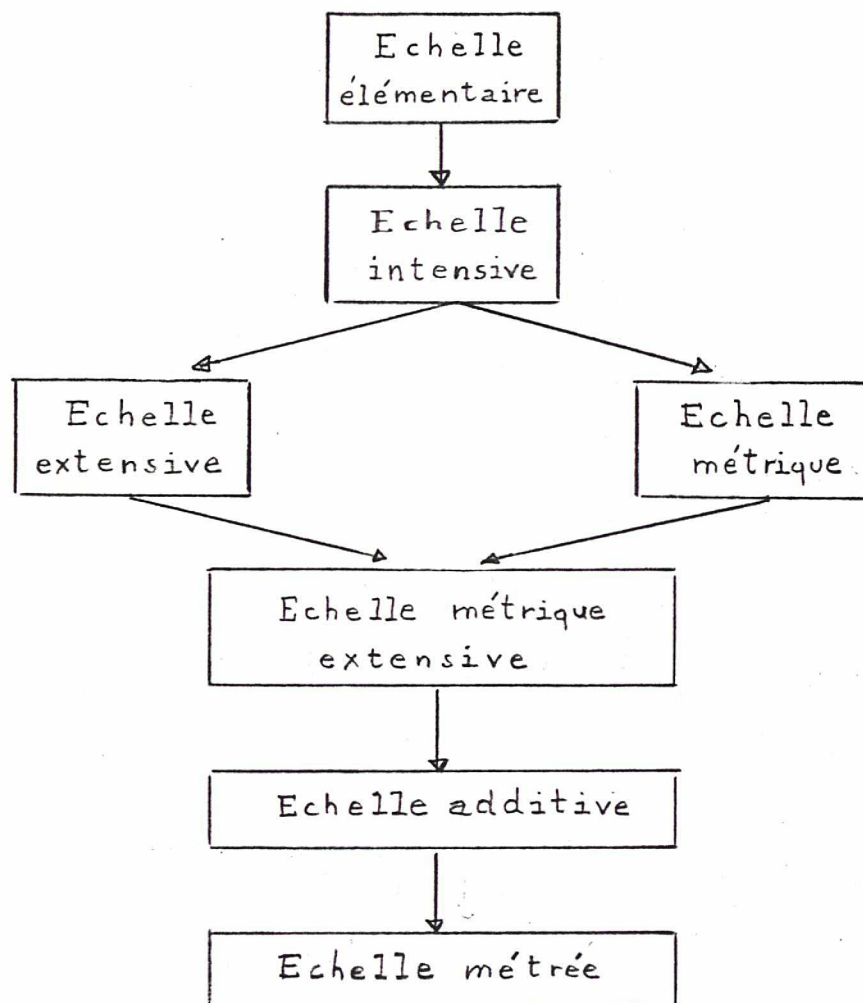 Echelle
élémentaire
Echelle
intensive
Echelle
extensive
Echelle
métrique
Echelle métrique
extensive
Echelle additive
Echelle métrée